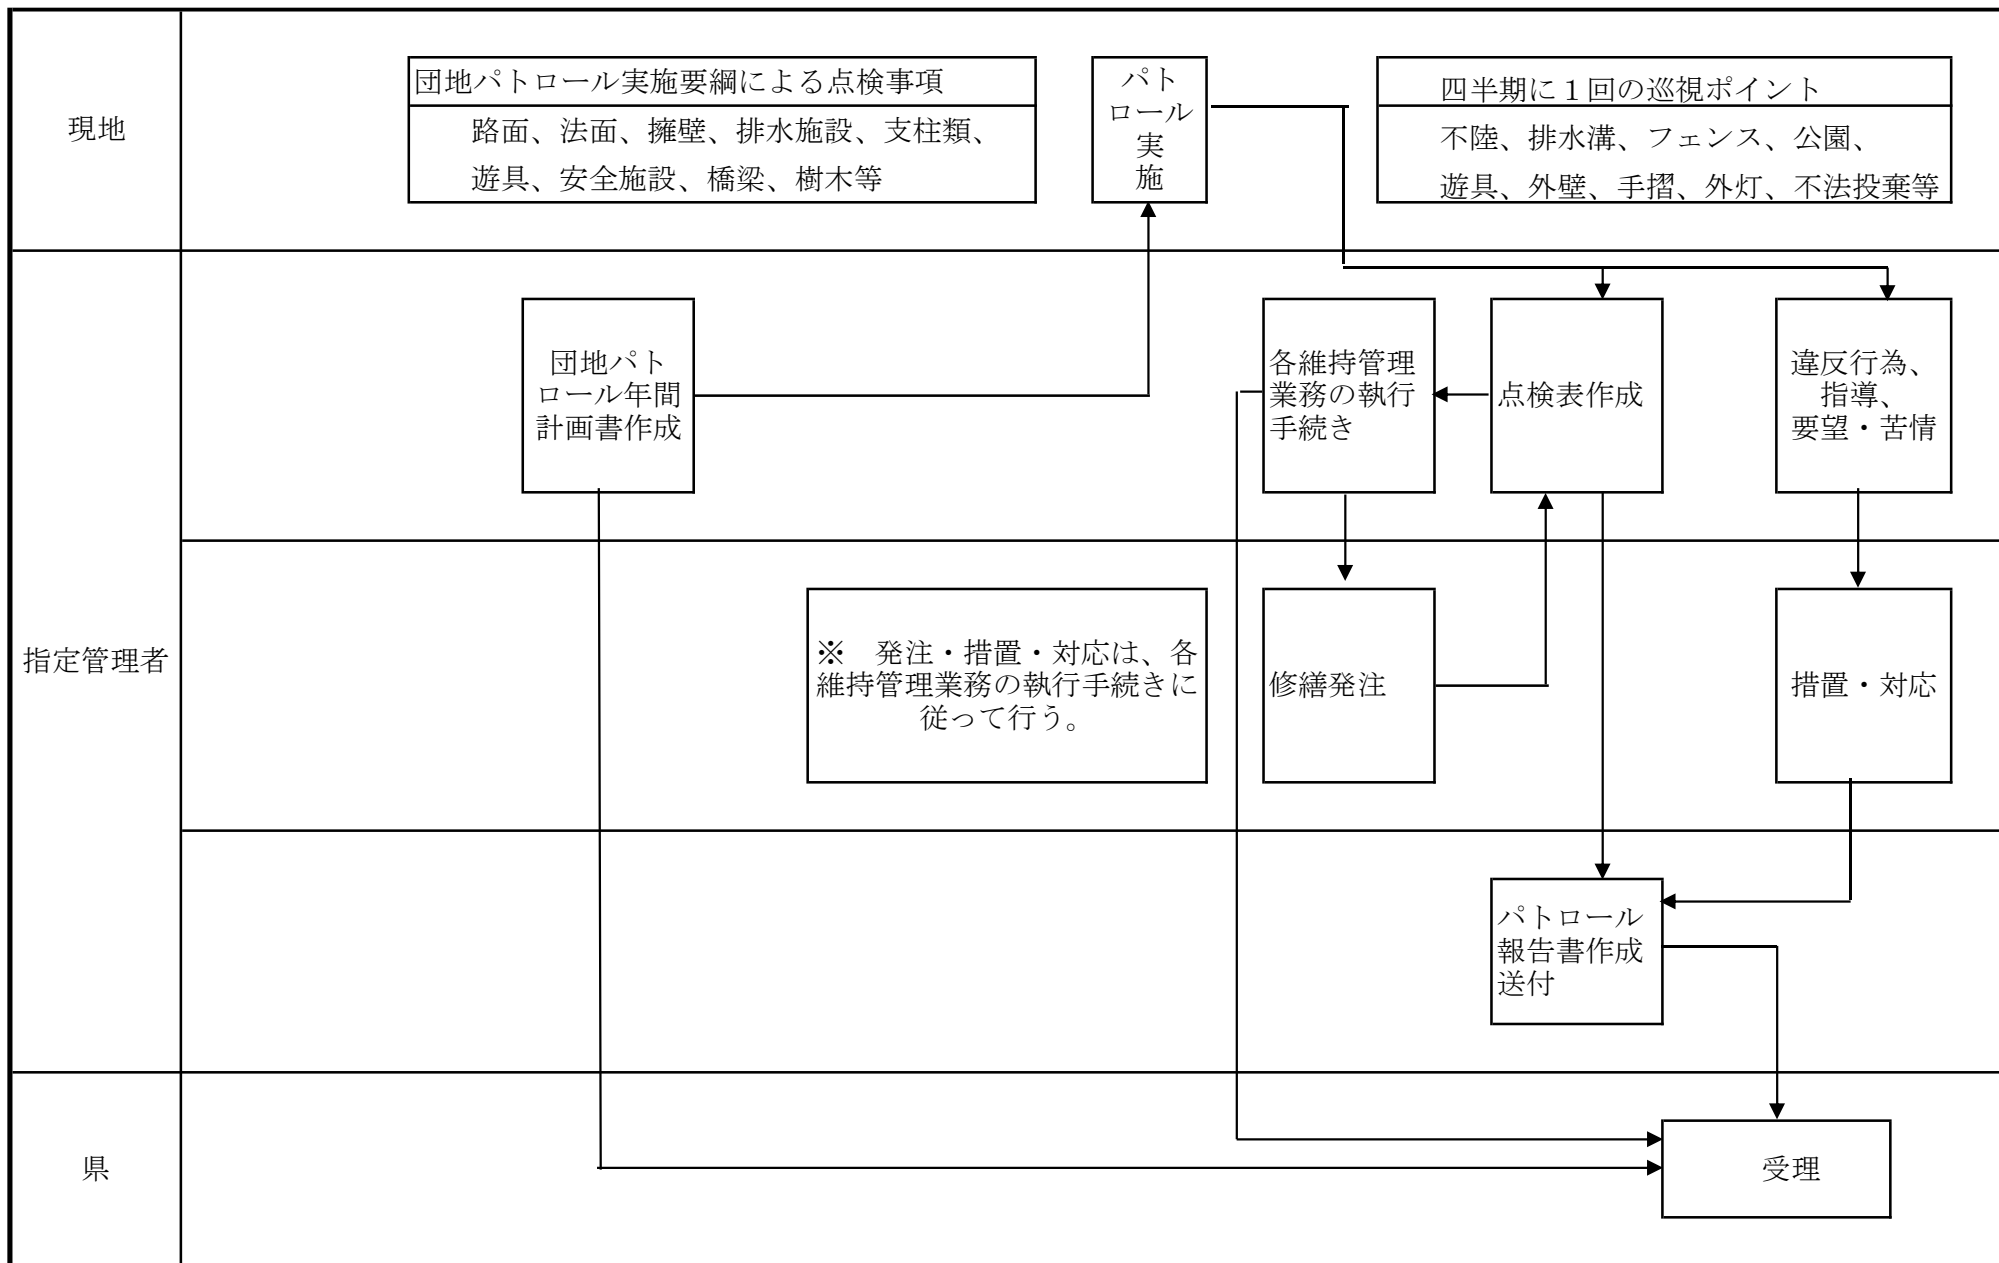 現地
団地パトロール実施要綱による点検事項
路面、法面、擁壁、排水施設、支柱類、
遊具、安全施設、橋梁、樹木等
パト
ロール
実
施
四半期に１回の巡視ポイント
不陸、排水溝、フェンス、公園、
遊具、外壁、手摺、外灯、不法投棄等
指定管理者
団地パト
ロール年間
計画書作成
各維持管理
業務の執行
手続き
点検表作成
違反行為、
指導、
要望・苦情
※　発注・措置・対応は、各
維持管理業務の執行手続きに
従って行う。
修繕発注
措置・対応
パトロール
報告書作成
送付
県
受理